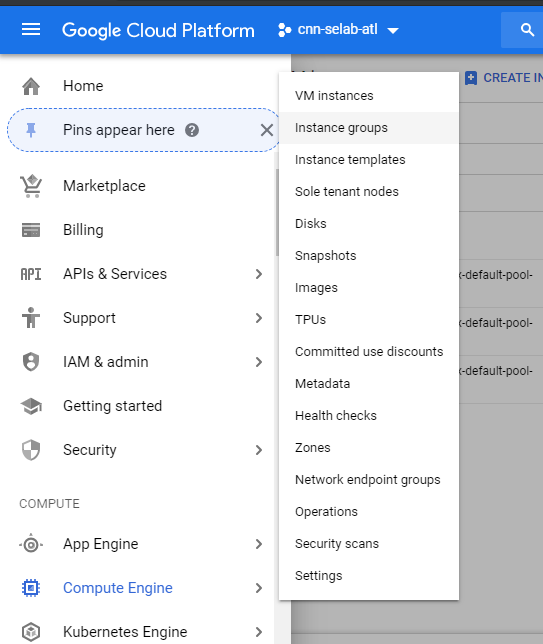 Google Cloud Platform
cnn-selab-atl
Home
Pins appear here
Marketplace
Billing
API APIs & Services
Support
IAM & admin
Getting started
Security
COMPUTE
App Engine
Compute Engine
Kubernetes Engine
VM instances
Instance groups
Instance templates
Sole tenant nodes
Disks
Snapshots
Images
TPUs
Committed use discounts
Metadata
Health checks
Zones
Network endpoint groups
Operations
Security scans
Settings
CREATE IN
x-default-pool-
x-default-pool-
x-default-pool-